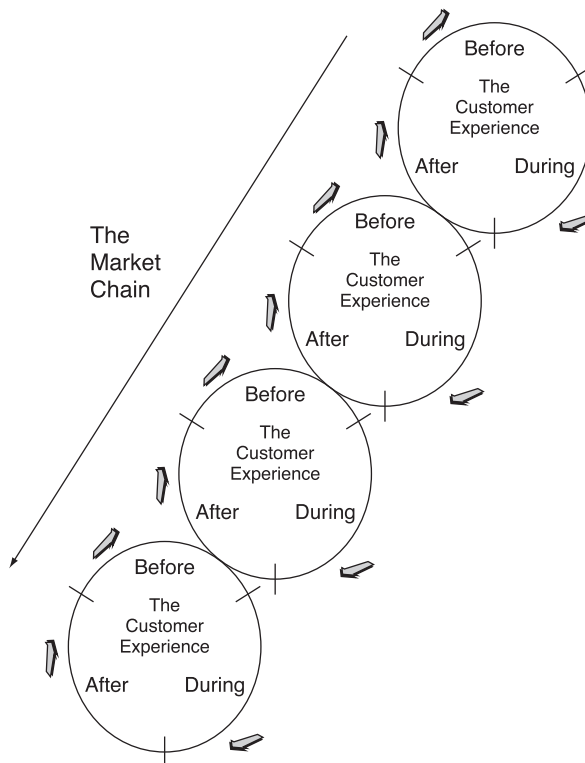 Before
The
Customer
Experience
After During
The
Market
Chain
Before
The
Customer
Experience
After During
Before
The
Customer
Experience
After During
Before
The
Customer
Experience
After During